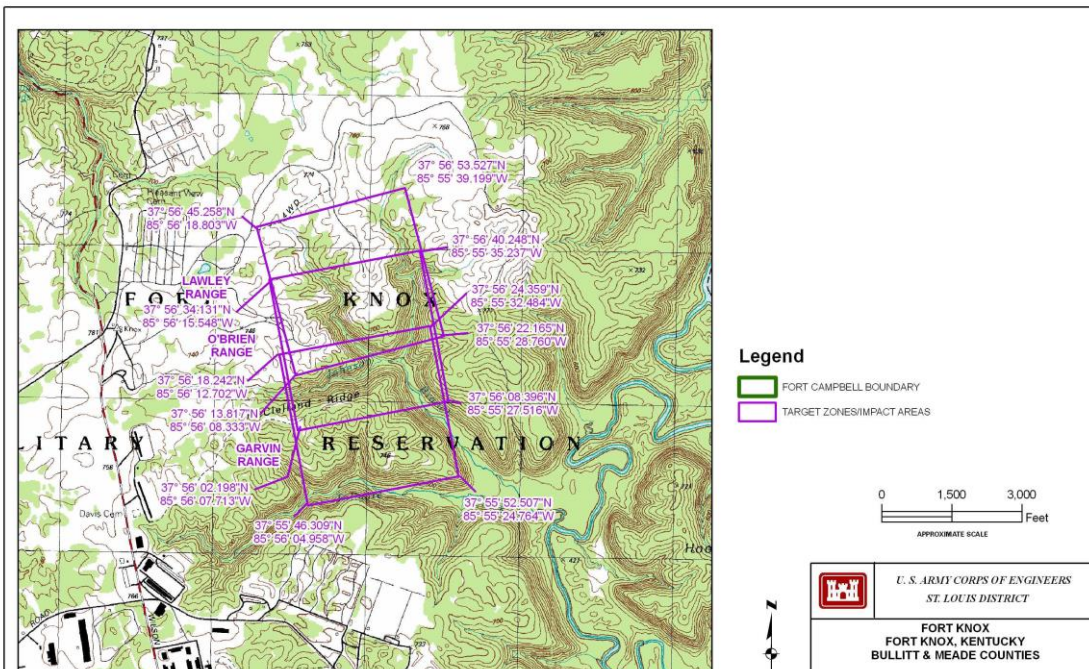 37° 56' 53.527"N
85° 55' 39.199"W
37° 56' 45.258"N
85° 56' 18.803"W
37° 56' 40.248"N
85° 55' 35.237"W
37° 56' 24.359"N
85° 55' 32.484"W
LAWLEY
RANGE
FORT KNOX
37° 56' 34.131"N
85° 56' 15.548"W
37° 56' 22.165"N
85° 55' 28.760"W
O'BRIEN
RANGE
37° 56' 18.242"N
85° 56' 12.702"W
37° 56' 08.396"N
85° 55' 27.516"W
Clelland Ridge
37° 56' 13.817"N
85° 56' 08.333"W
LITARY RESERVATION
GARVIN
RANGE
37° 56' 02.198"N
85° 56' 07.713"W
37° 55' 52.507"N
85° 55' 24.764"W
Davis Cem
37° 55' 46.309"N
85° 56' 04.958"W
ROAD
Legend
FORT CAMPBELL BOUNDARY
TARGET ZONES/IMPACT AREAS
0 1,500 3,000
Feet
APPROXIMATE SCALE
N
U. S. ARMY CORPS OF ENGINEERS
ST. LOUIS DISTRICT
FORT KNOX
FORT KNOX, KENTUCKY
BULLITT & MEADE COUNTIES